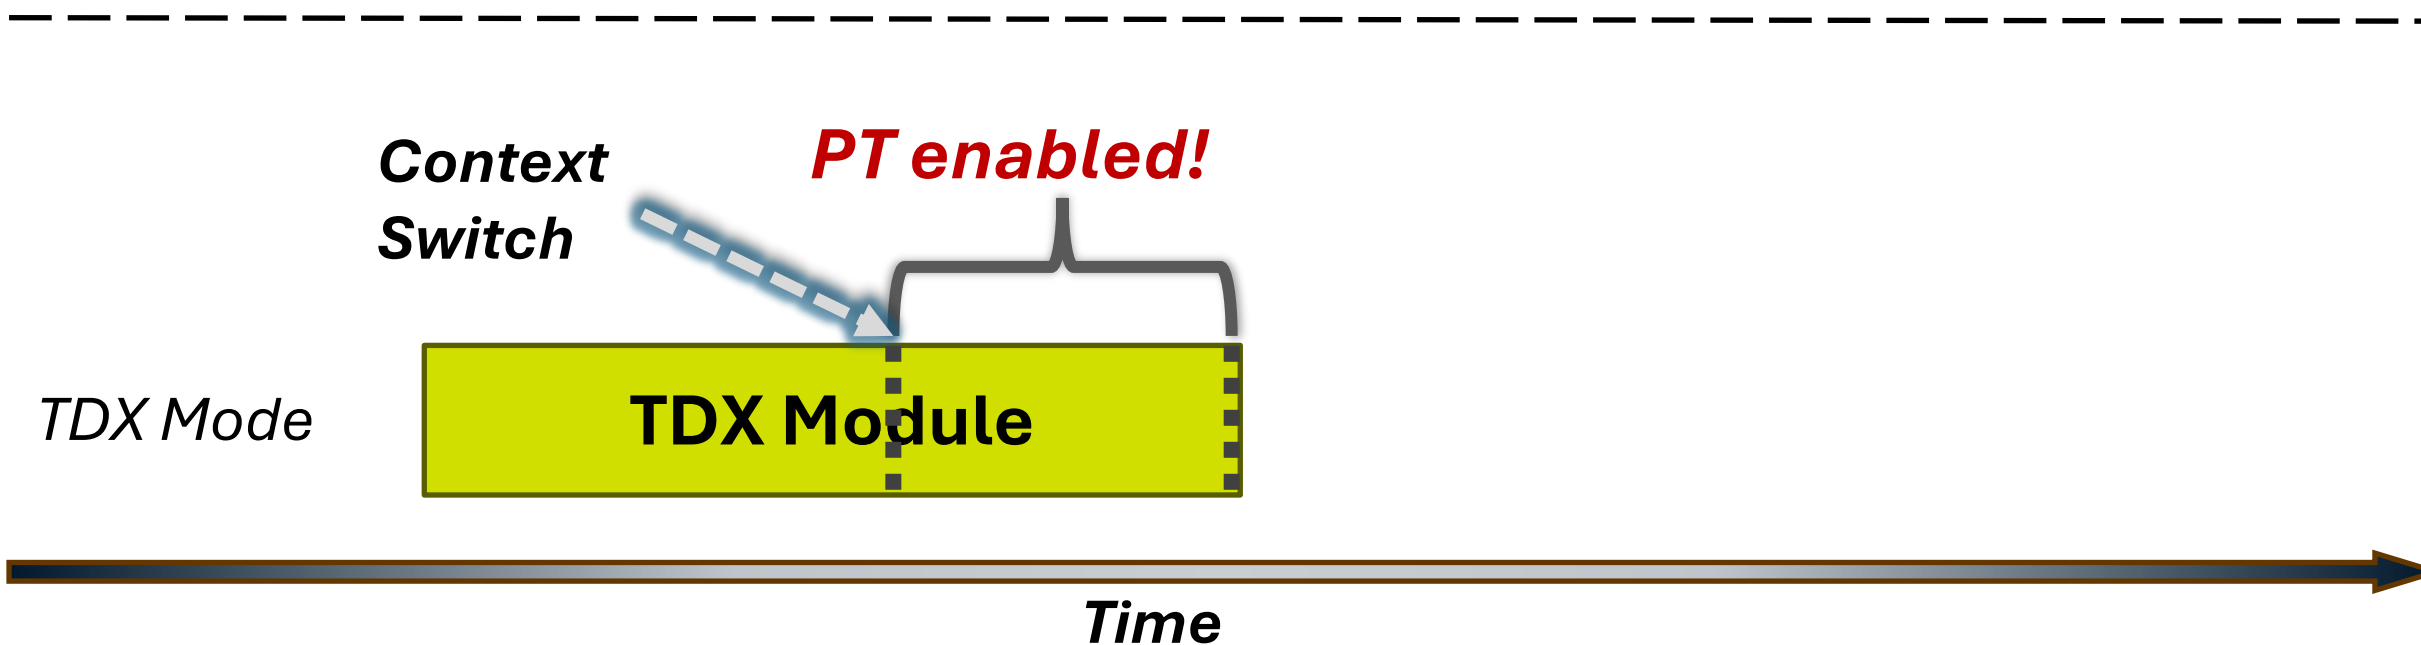 Context
Switch
PT enabled!
TDX Mode
TDX Module
Time